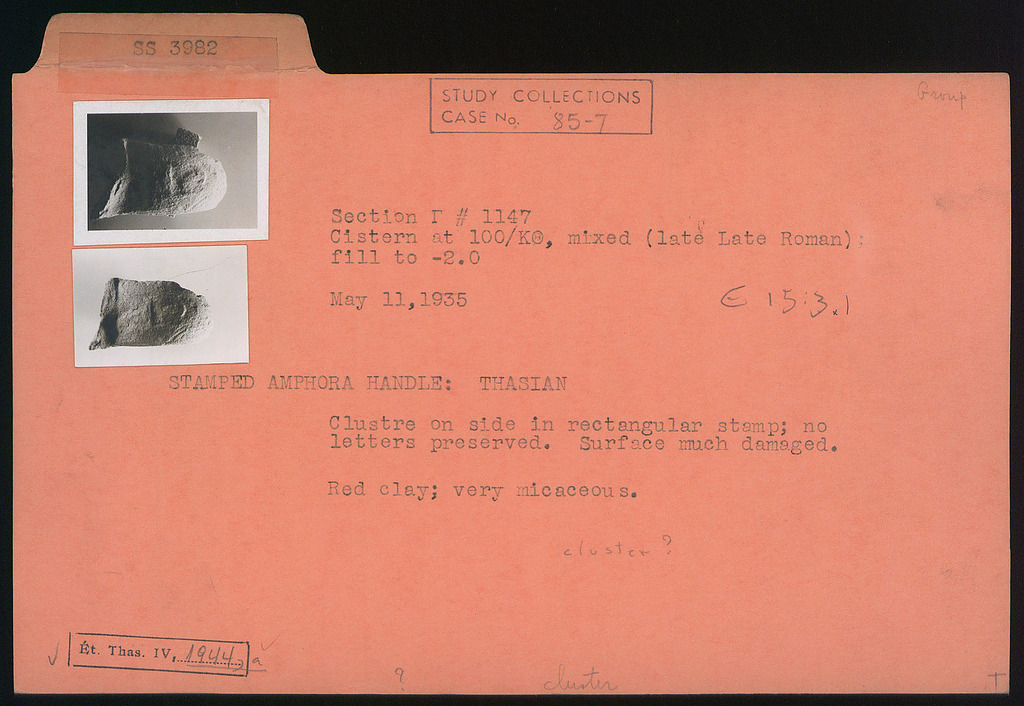 SS 3982
STUDY COLLECTIONS
CASE No. 85-7
Group
Section Γ # 1147
Cistern at 100/ΚΘ, mixed (late Late Roman);
fill to -2.0
May 11,1935
E 15:3.1
STAMPED AMPHORA HANDLE: THASIAN
Clustre on side in rectangular stamp; no
letters preserved. Surface much damaged.
Red clay; very micaceous.
cluster ?
✓ Ét. Thas. IV, 1944, a ✓
? cluster T